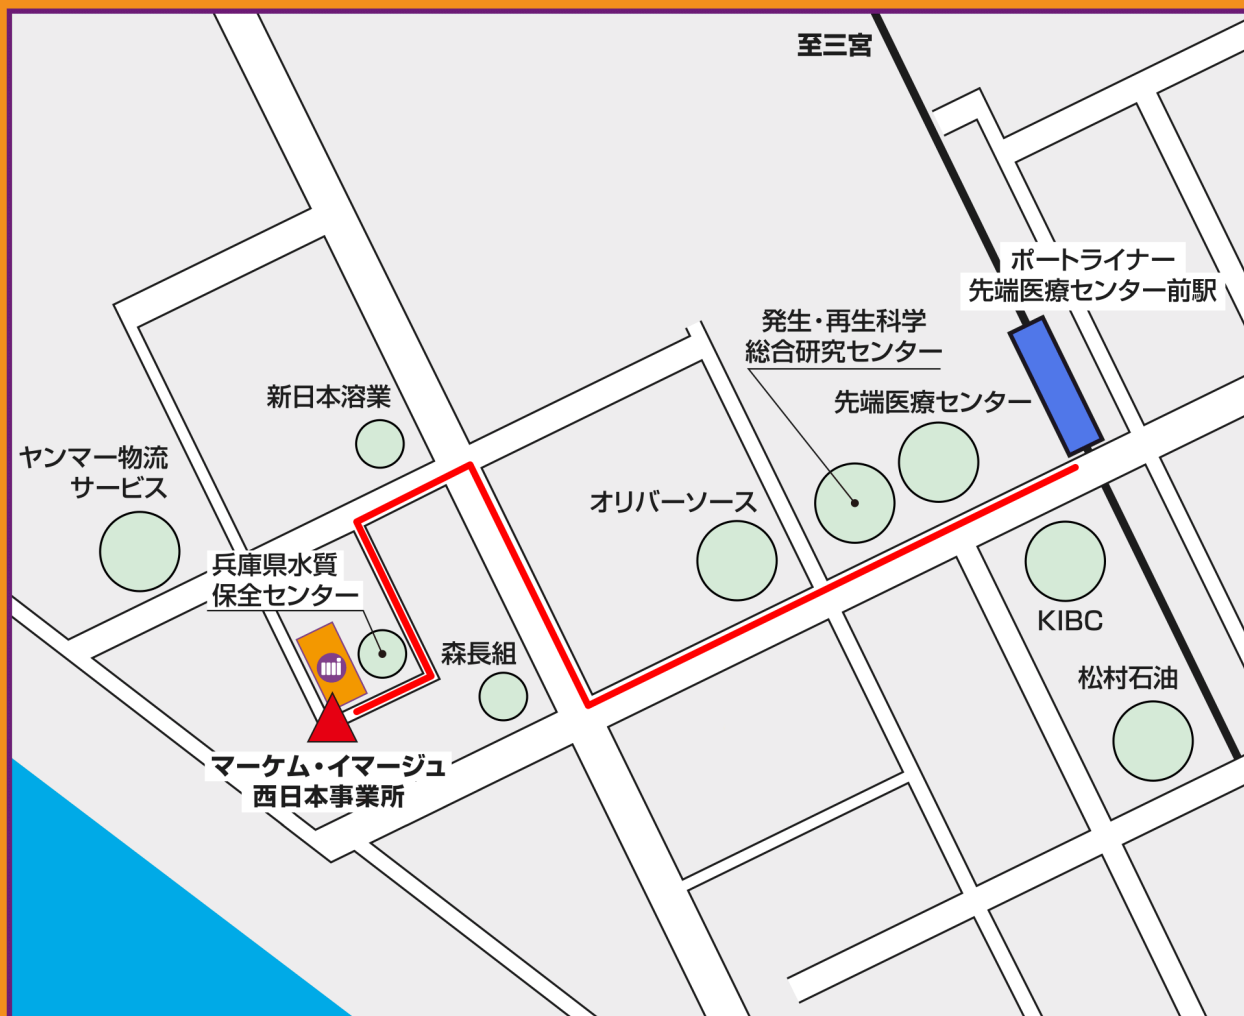 至三宮
ポートライナー
先端医療センター前駅
発生・再生科学
総合研究センター
先端医療センター
新日本溶業
ヤンマー物流
サービス
オリバーソース
兵庫県水質
保全センター
KIBC
森長組
mi
松村石油
マーケム・イマージュ
西日本事業所